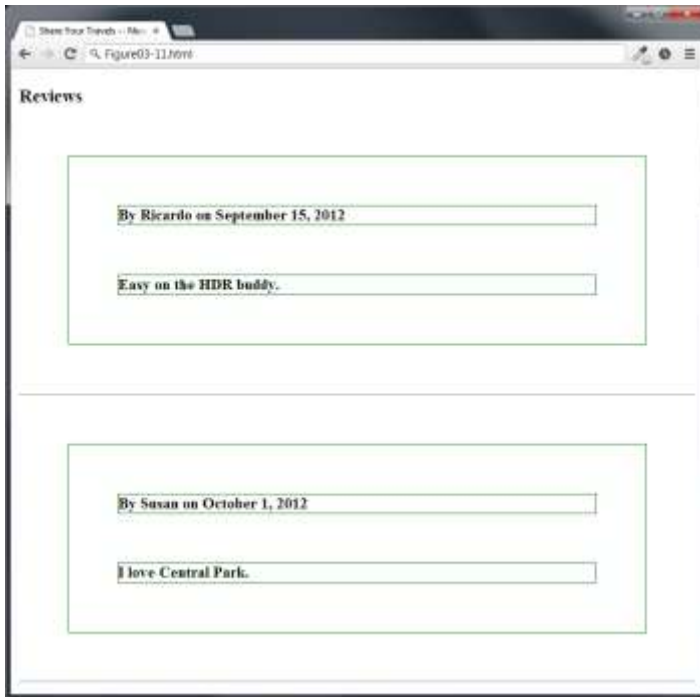 Share Your Travels -- 
Figure03-11.html
Reviews
By Ricardo on September 15, 2012
Easy on the HDR buddy.
By Susan on October 1, 2012
I love Central Park.